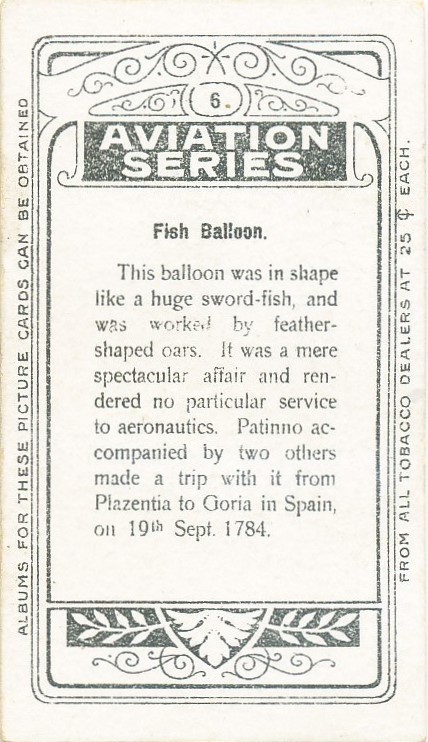 6.
AVIATION
SERIES
Fish Balloon.
This balloon was in shape
like a huge sword-fish, and
was worked by feather-
shaped oars. It was a mere
spectacular affair and ren-
dered no particular service
to aeronautics. Patinno ac-
companied by two others
made a trip with it from
Plazentia to Goria in Spain,
on 19th Sept. 1784.
ALBUMS FOR THESE PICTURE CARDS CAN BE OBTAINED
FROM ALL TOBACCO DEALERS AT 25 ¢ EACH.